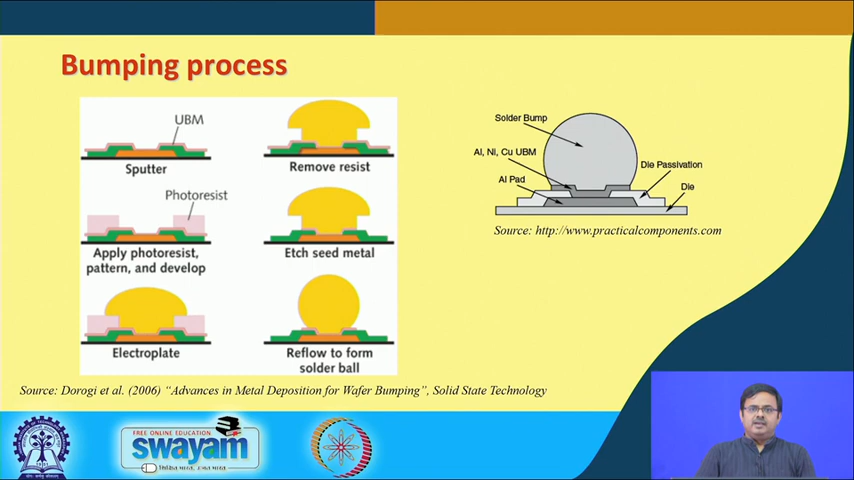 Bumping process
UBM
Sputter
Remove resist
Photoresist
Apply photoresist,
pattern, and develop
Etch seed metal
Electroplate
Reflow to form
solder ball
Solder Bump
Al, Ni, Cu UBM
Al Pad
Die Passivation
Die
Source: http://www.practicalcomponents.com
Source: Dorogi et al. (2006) “Advances in Metal Deposition for Wafer Bumping”, Solid State Technology
FREE ONLINE EDUCATION
swayam